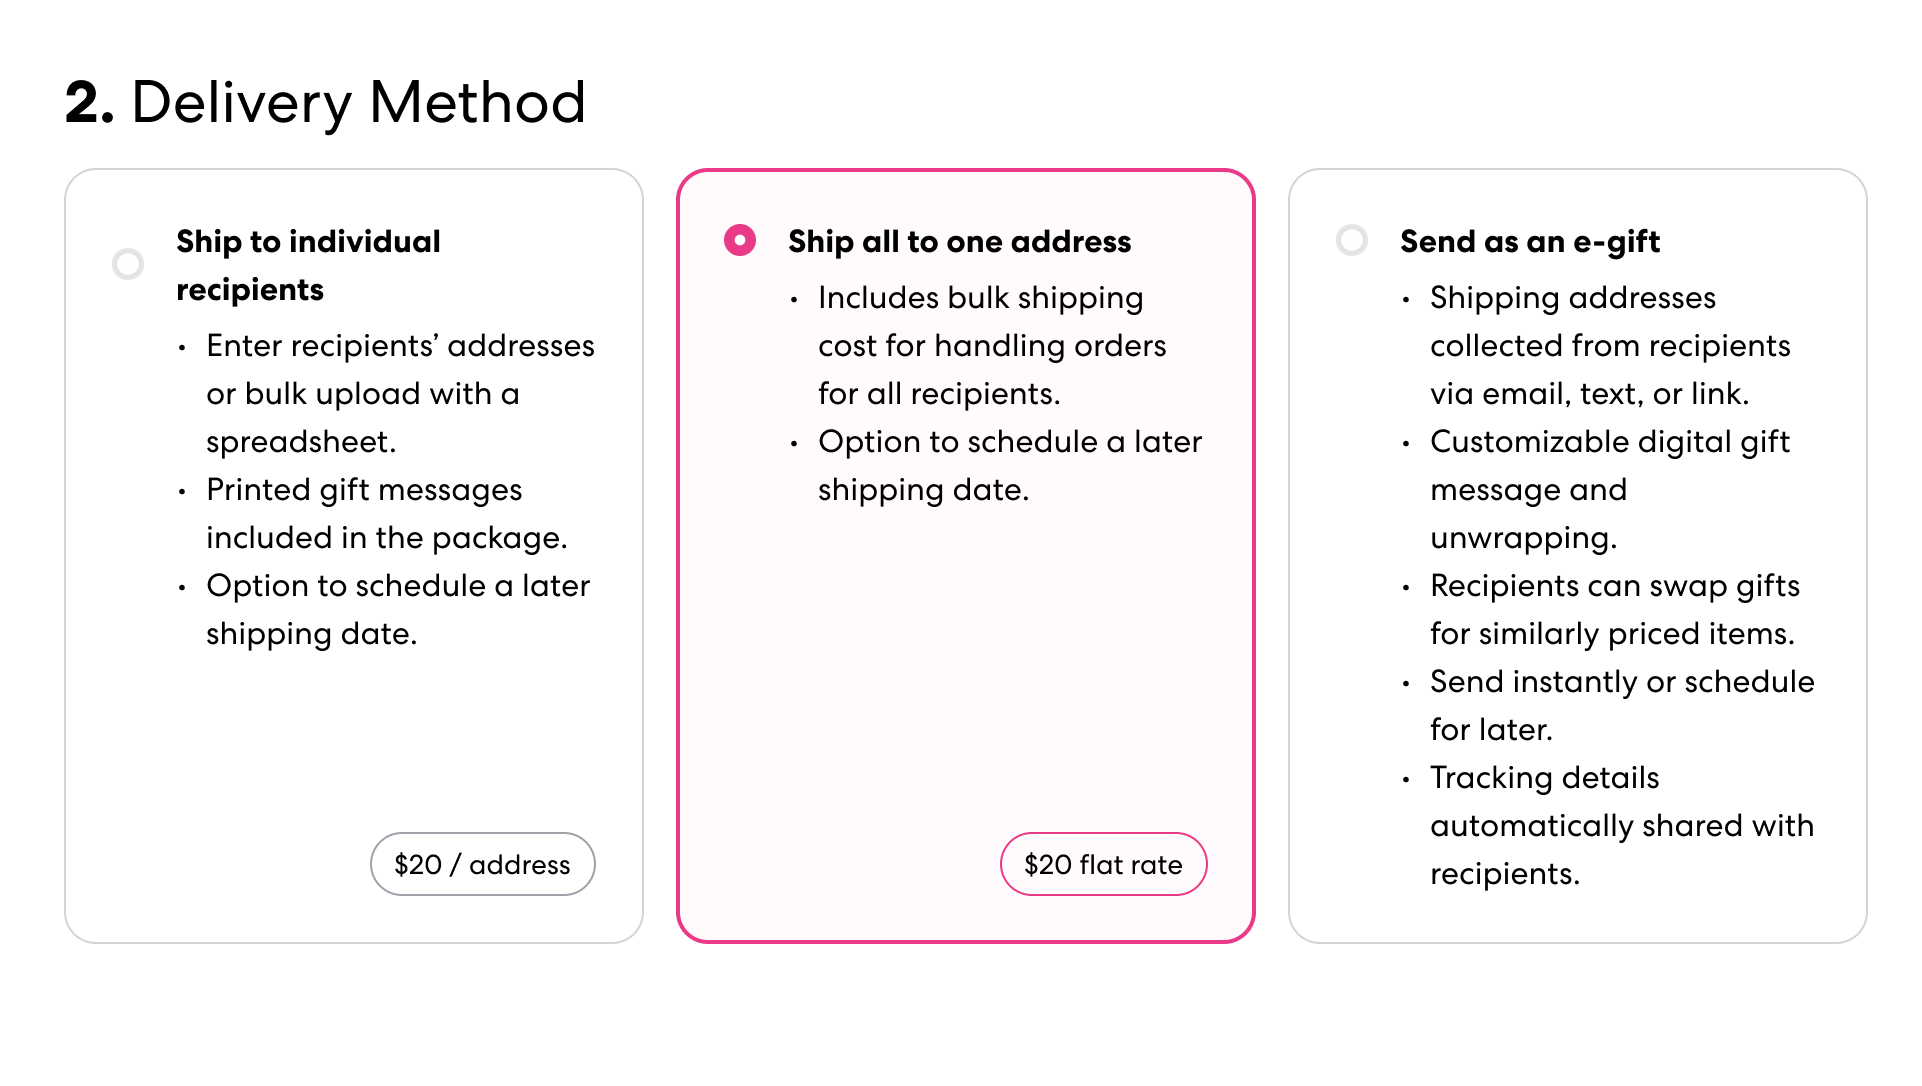 2. Delivery Method
Ship to individual
recipients
• Enter recipients’ addresses
or bulk upload with a
spreadsheet.
• Printed gift messages
included in the package.
• Option to schedule a later
shipping date.
$20 / address
Ship all to one address
• Includes bulk shipping
cost for handling orders
for all recipients.
• Option to schedule a later
shipping date.
$20 flat rate
Send as an e-gift
• Shipping addresses
collected from recipients
via email, text, or link.
• Customizable digital gift
message and
unwrapping.
• Recipients can swap gifts
for similarly priced items.
• Send instantly or schedule
for later.
• Tracking details
automatically shared with
recipients.